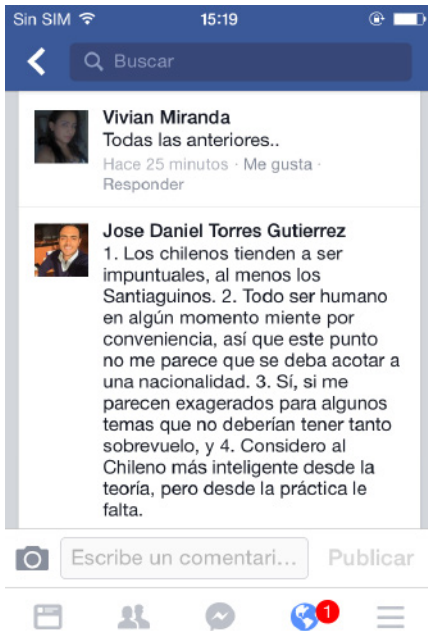 Sin SIM 15:19
Buscar
Vivian Miranda
Todas las anteriores..
Hace 25 minutos · Me gusta ·
Responder
Jose Daniel Torres Gutierrez
1. Los chilenos tienden a ser
impuntuales, al menos los
Santiaguinos. 2. Todo ser humano
en algún momento miente por
conveniencia, así que este punto
no me parece que se deba acotar a
una nacionalidad. 3. Sí, si me
parecen exagerados para algunos
temas que no deberían tener tanto
sobrevuelo, y 4. Considero al
Chileno más inteligente desde la
teoría, pero desde la práctica le
falta.
Escribe un comentari... Publicar
1